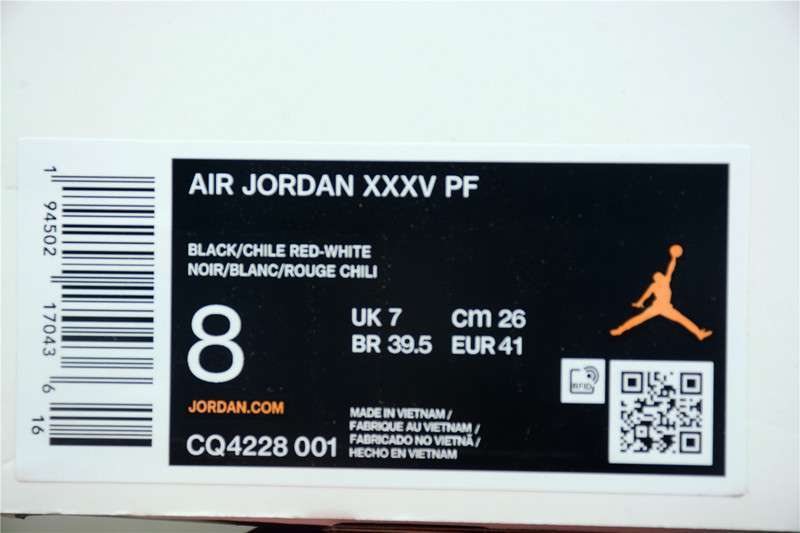 AIR JORDAN XXXV PF
BLACK/CHILE RED-WHITE
NOIR/BLANC/ROUGE CHILI
8
UK 7 cm 26
BR 39.5 EUR 41
JORDAN.COM
CQ4228 001
MADE IN VIETNAM /
FABRIQUE AU VIETNAM /
FABRICADO NO VIETNÃ /
HECHO EN VIETNAM
RFID
1 94502 17043 6 16